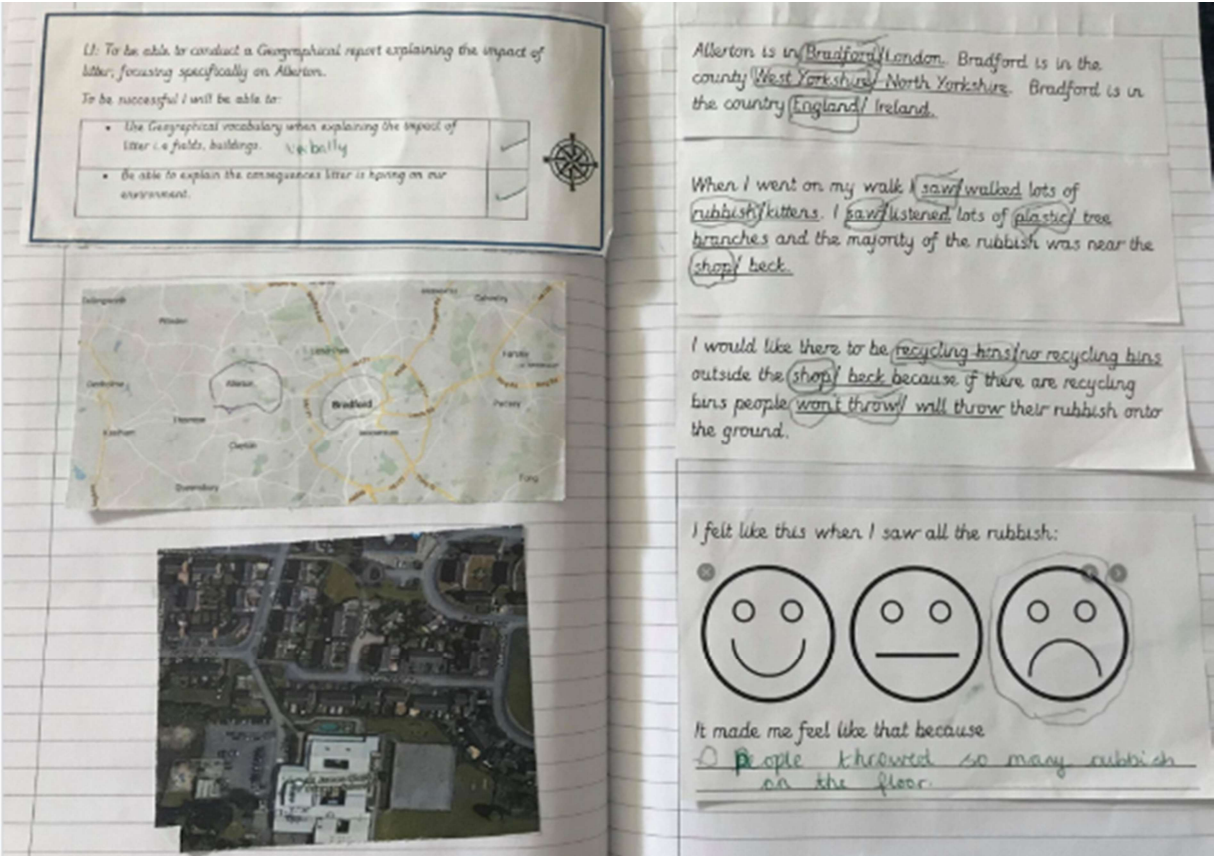 LI: To be able to conduct a Geographical report explaining the impact of
litter, focusing specifically on Allerton.
To be successful I will be able to:
• Use Geographical vocabulary when explaining the impact of
litter i.e fields, buildings. verbally
• Be able to explain the consequences litter is having on our
environment.
Denholme
Allerton
Bradford
Thornton
Clayton
Queensbury
Pudsey
Farsley
Calverley
Allerton is in Bradford/London. Bradford is in the
county West Yorkshire/ North Yorkshire. Bradford is in
the country England/ Ireland.
When I went on my walk I saw/walked lots of
rubbish/kittens. I saw/listened lots of plastic/ tree
branches and the majority of the rubbish was near the
shop/ beck.
I would like there to be recycling bins/no recycling bins
outside the shop/ beck because if there are recycling
bins people won't throw/ will throw their rubbish onto
the ground.
I felt like this when I saw all the rubbish:
It made me feel like that because
People throwed so many rubbish
on the floor.